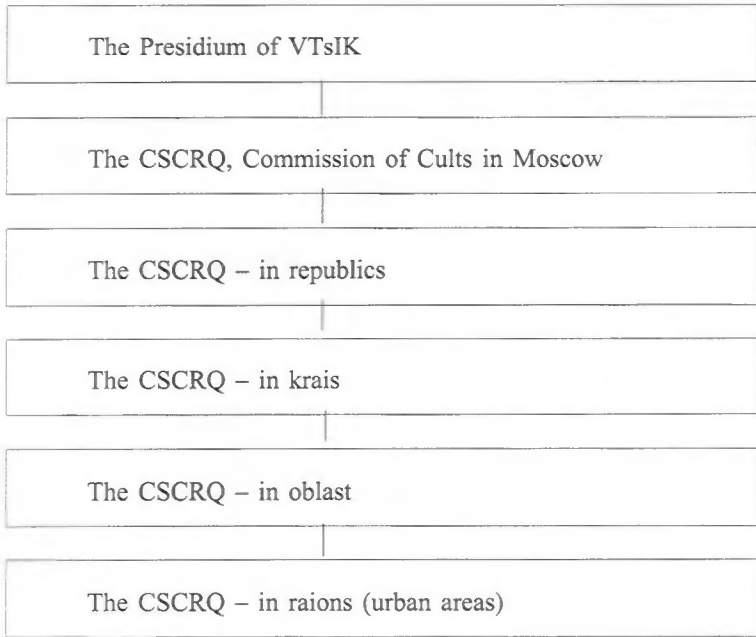 The Presidium of VTsIK
The CSCRQ, Commission of Cults in Moscow
The CSCRQ – in republics
The CSCRQ – in krais
The CSCRQ – in oblast
The CSCRQ – in raions (urban areas)